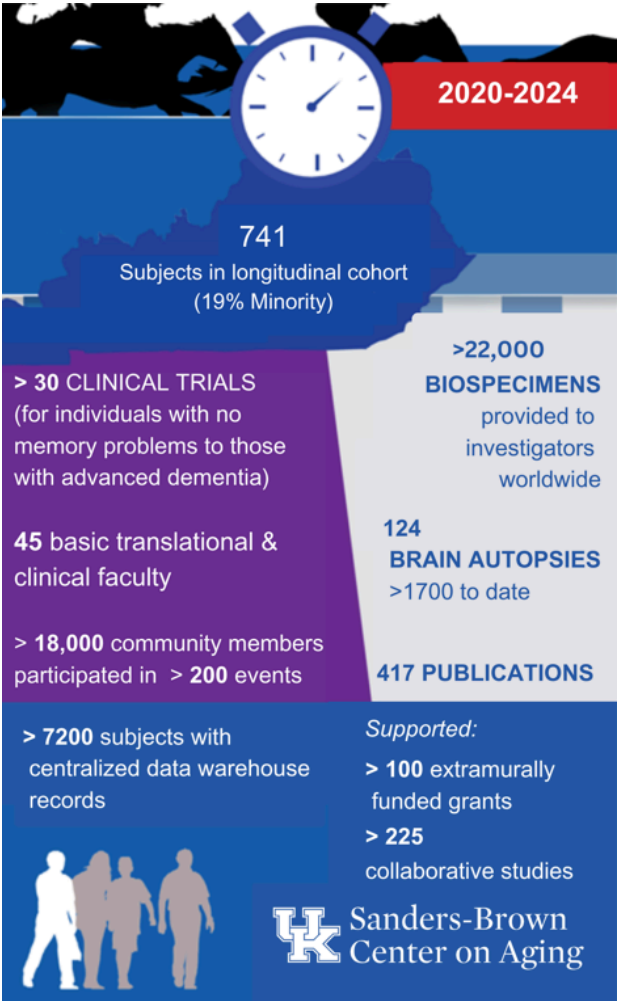 2020-2024
741
Subjects in longitudinal cohort
(19% Minority)
> 30 CLINICAL TRIALS
(for individuals with no
memory problems to those
with advanced dementia)
45 basic translational &
clinical faculty
> 18,000 community members
participated in > 200 events
>22,000
BIOSPECIMENS
provided to
investigators
worldwide
124
BRAIN AUTOPSIES
>1700 to date
417 PUBLICATIONS
> 7200 subjects with
centralized data warehouse
records
Supported:
> 100 extramurally
funded grants
> 225
collaborative studies
UK Sanders-Brown
Center on Aging